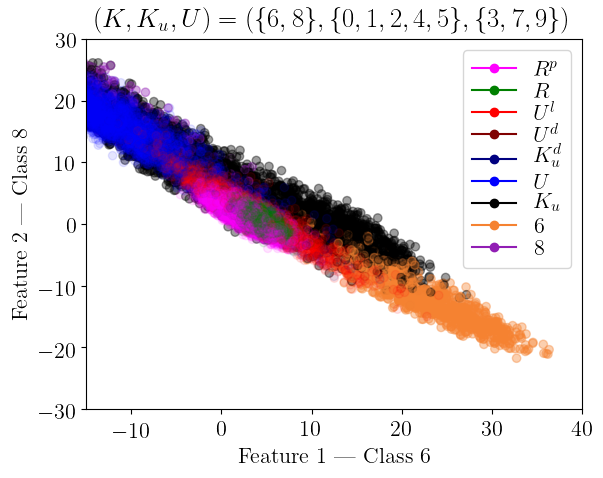 (K, K_u, U) = ({6, 8}, {0, 1, 2, 4, 5}, {3, 7, 9})
30
20
10
0
−10
−20
−30
Feature 2 — Class 8
R^p
R
U^l
U^d
K_u^d
U
K_u
6
8
−10
0
10
20
30
40
Feature 1 — Class 6